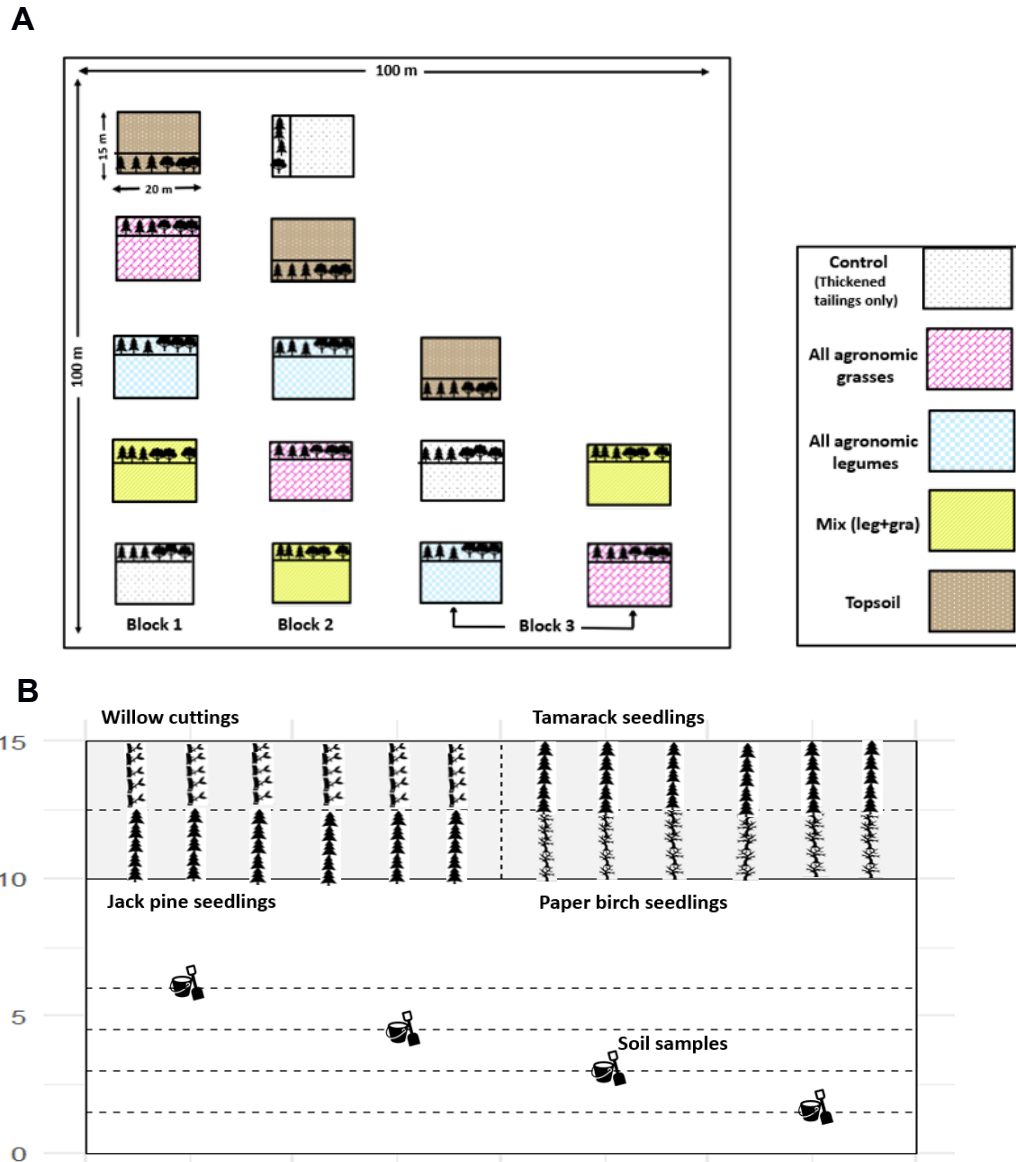 A
100 m
15 m
20 m
100 m
Block 1
Block 2
Block 3
Control
(Thickened
tailings only)
All agronomic
grasses
All agronomic
legumes
Mix (leg+gra)
Topsoil
B
Willow cuttings
Tamarack seedlings
15
10
Jack pine seedlings
Paper birch seedlings
5
Soil samples
0